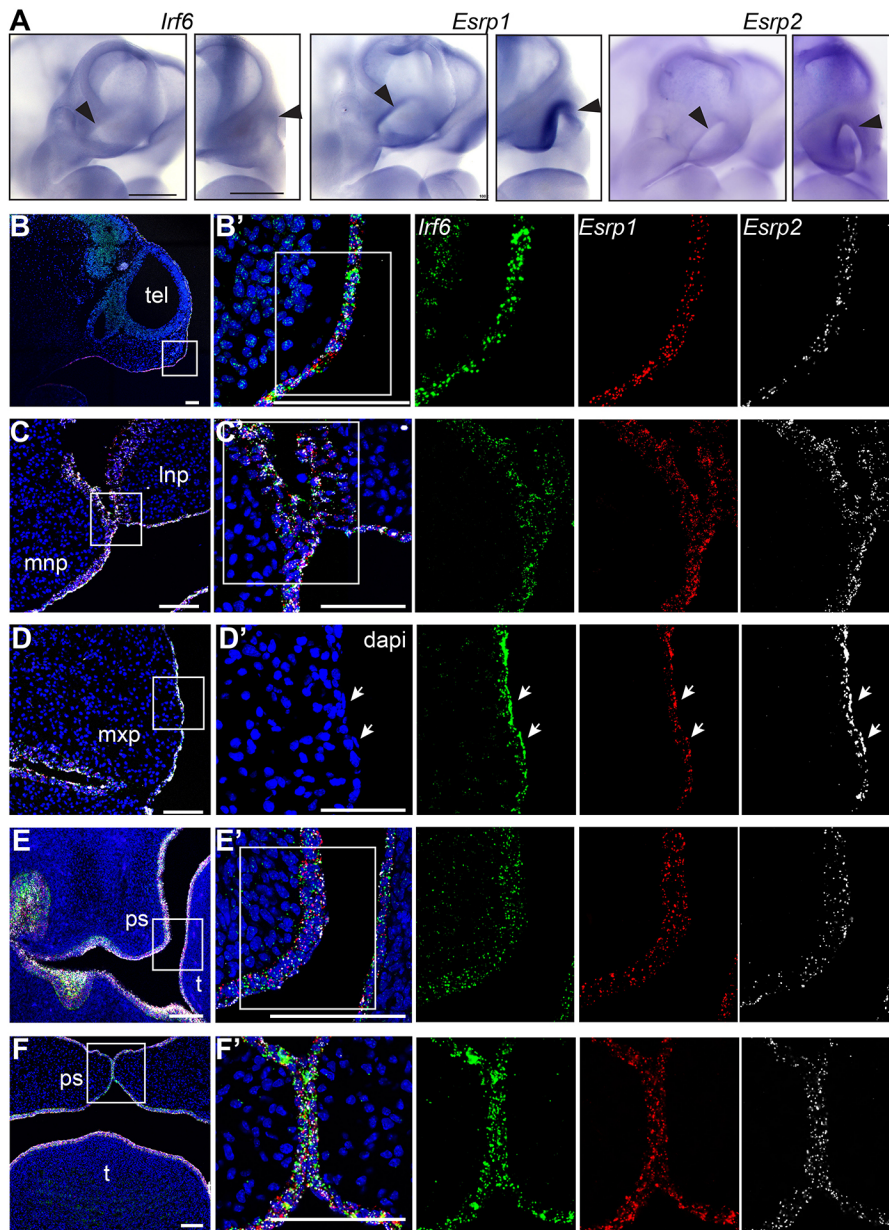 A
Irf6
Esrp1
Esrp2
B
tel
B’
Irf6
Esrp1
Esrp2
C
lnp
mnp
C’
D
mxp
D’
dapi
E
ps
t
E’
F
ps
t
F’